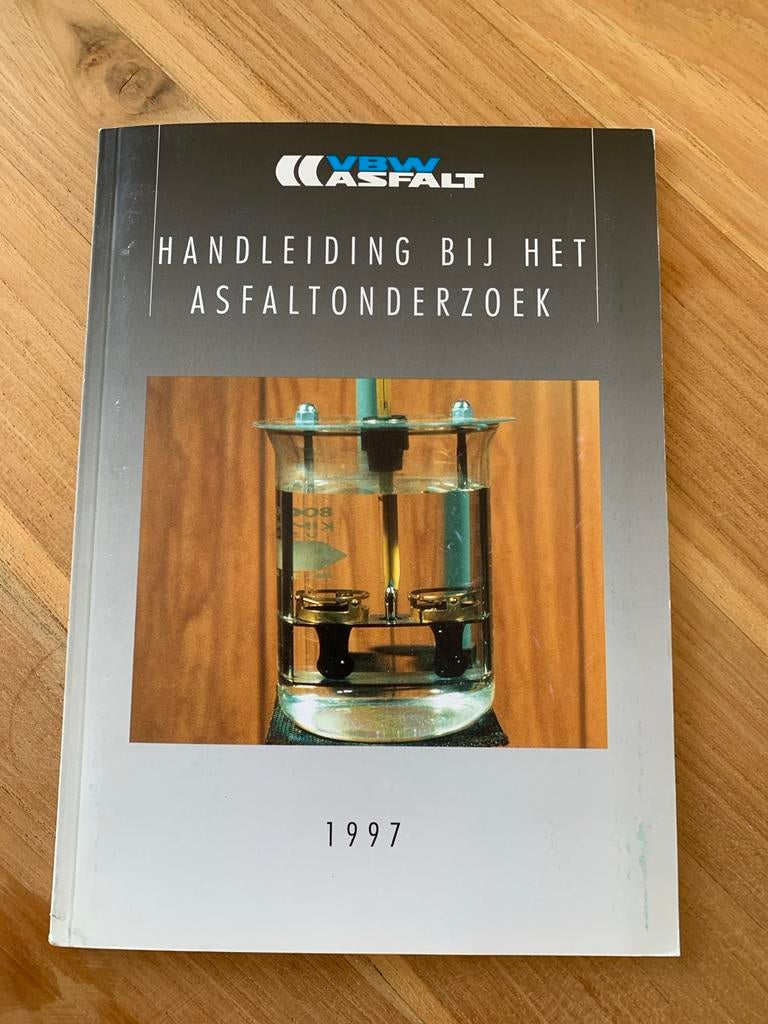 VBW
ASFALT
HANDLEIDING BIJ HET
ASFALTONDERZOEK
1997